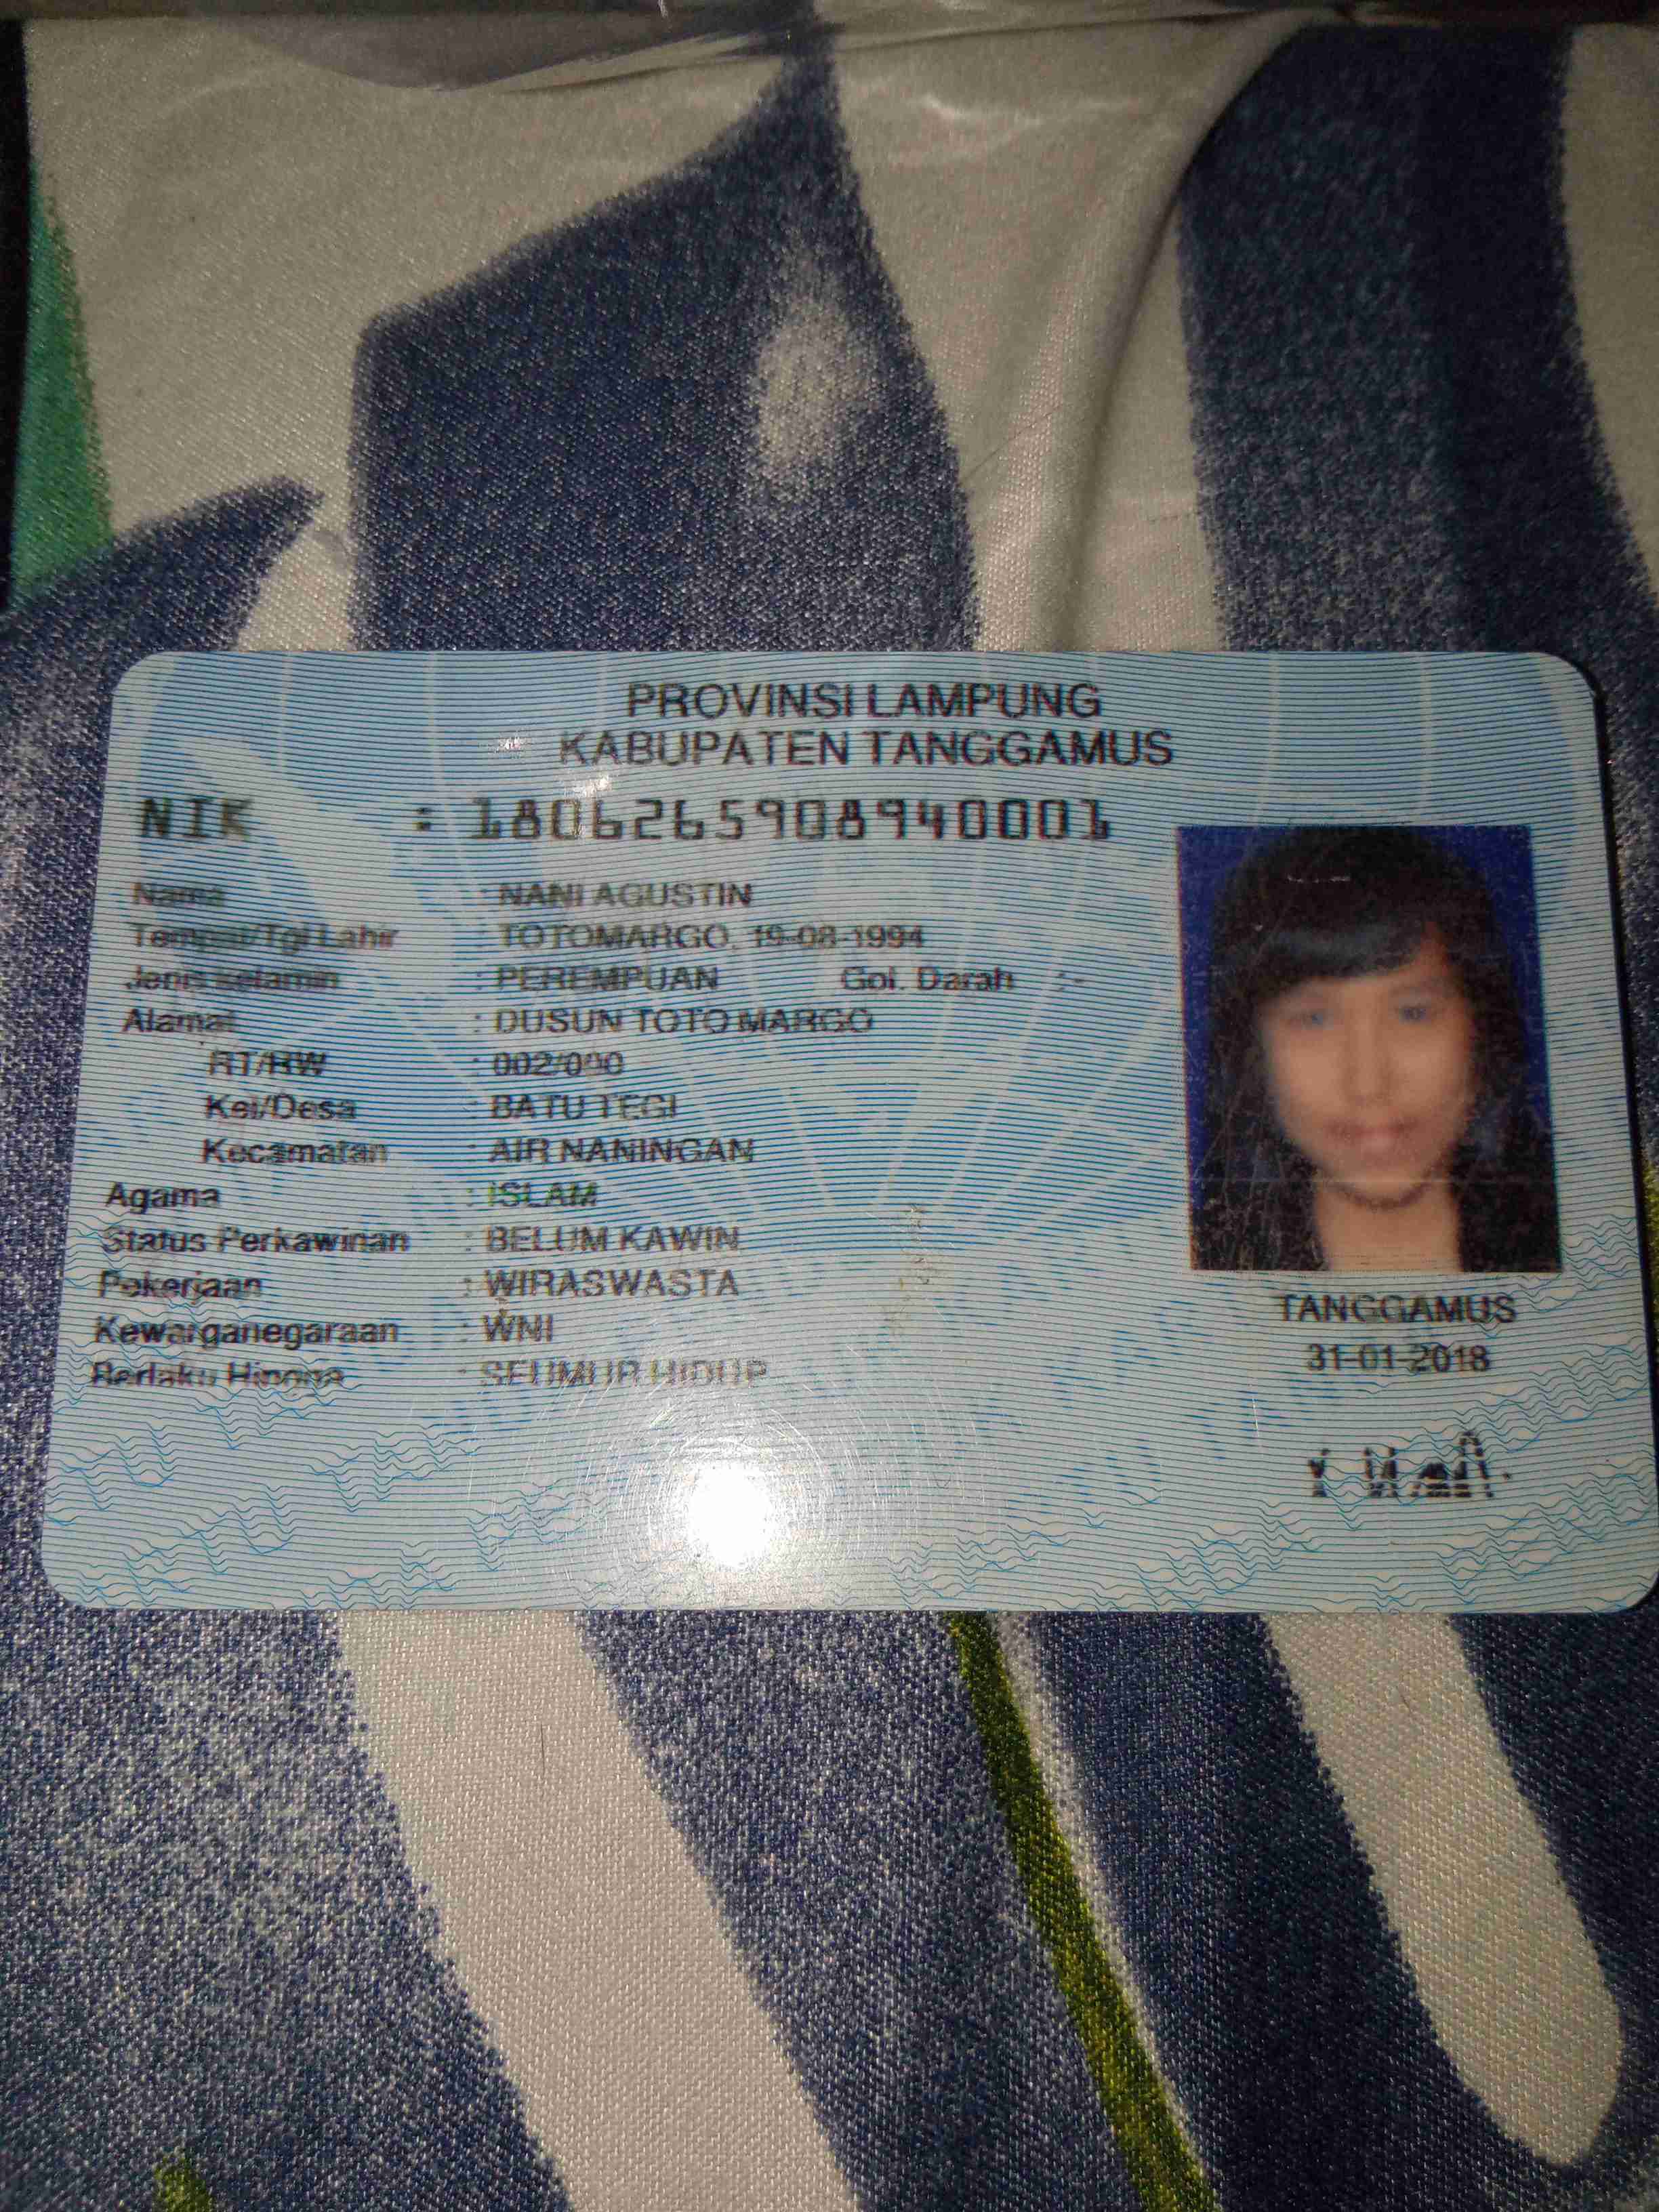 PROVINSI LAMPUNG
KABUPATEN TANGGAMUS
NIK : 1806265908940001
Nama : NANI AGUSTIN
Tempat/Tgl Lahir : TOTOMARGO, 19-08-1994
Jenis kelamin : PEREMPUAN Gol. Darah : -
Alamat : DUSUN TOTO MARGO
RT/RW : 002/000
Kel/Desa : BATU TEGI
Kecamatan : AIR NANINGAN
Agama : ISLAM
Status Perkawinan : BELUM KAWIN
Pekerjaan : WIRASWASTA
Kewarganegaraan : WNI
Berlaku Hingga : SEUMUR HIDUP
TANGGAMUS
31-01-2018